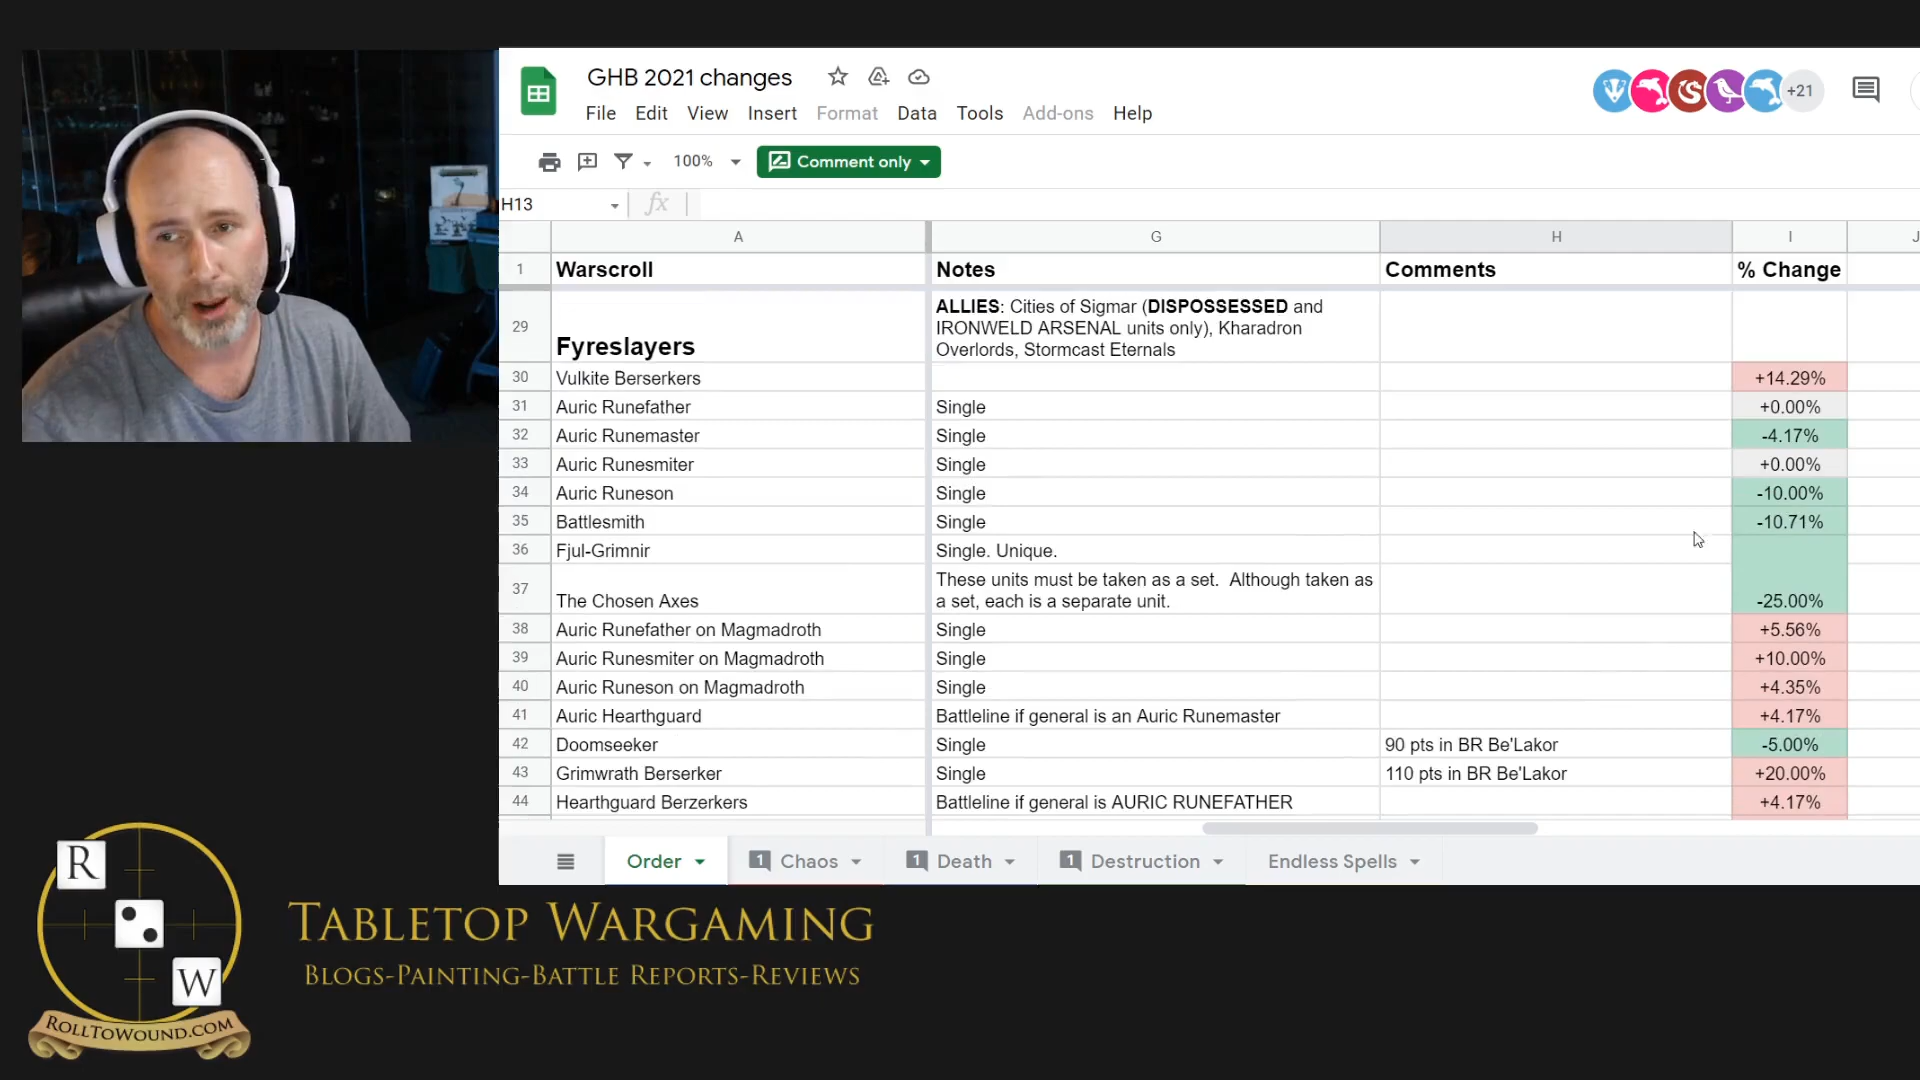 GHB 2021 changes
+21
File Edit View Insert Format Data Tools Add-ons Help
100% Comment only
H13 fx
A G H I J
1 Warscroll Notes Comments % Change
29 Fyreslayers ALLIES: Cities of Sigmar (DISPOSSESSED and
IRONWELD ARSENAL units only), Kharadron
Overlords, Stormcast Eternals
30 Vulkite Berserkers +14.29%
31 Auric Runefather Single +0.00%
32 Auric Runemaster Single -4.17%
33 Auric Runesmiter Single +0.00%
34 Auric Runeson Single -10.00%
35 Battlesmith Single -10.71%
36 Fjul-Grimnir Single. Unique.
37 The Chosen Axes These units must be taken as a set. Although taken as
a set, each is a separate unit. -25.00%
38 Auric Runefather on Magmadroth Single +5.56%
39 Auric Runesmiter on Magmadroth Single +10.00%
40 Auric Runeson on Magmadroth Single +4.35%
41 Auric Hearthguard Battleline if general is an Auric Runemaster +4.17%
42 Doomseeker Single 90 pts in BR Be'Lakor -5.00%
43 Grimwrath Berserker Single 110 pts in BR Be'Lakor +20.00%
44 Hearthguard Berzerkers Battleline if general is AURIC RUNEFATHER +4.17%
Order 1 Chaos 1 Death 1 Destruction Endless Spells
R
W
RollToWound.com
Tabletop Wargaming
Blogs-Painting-Battle Reports-Reviews